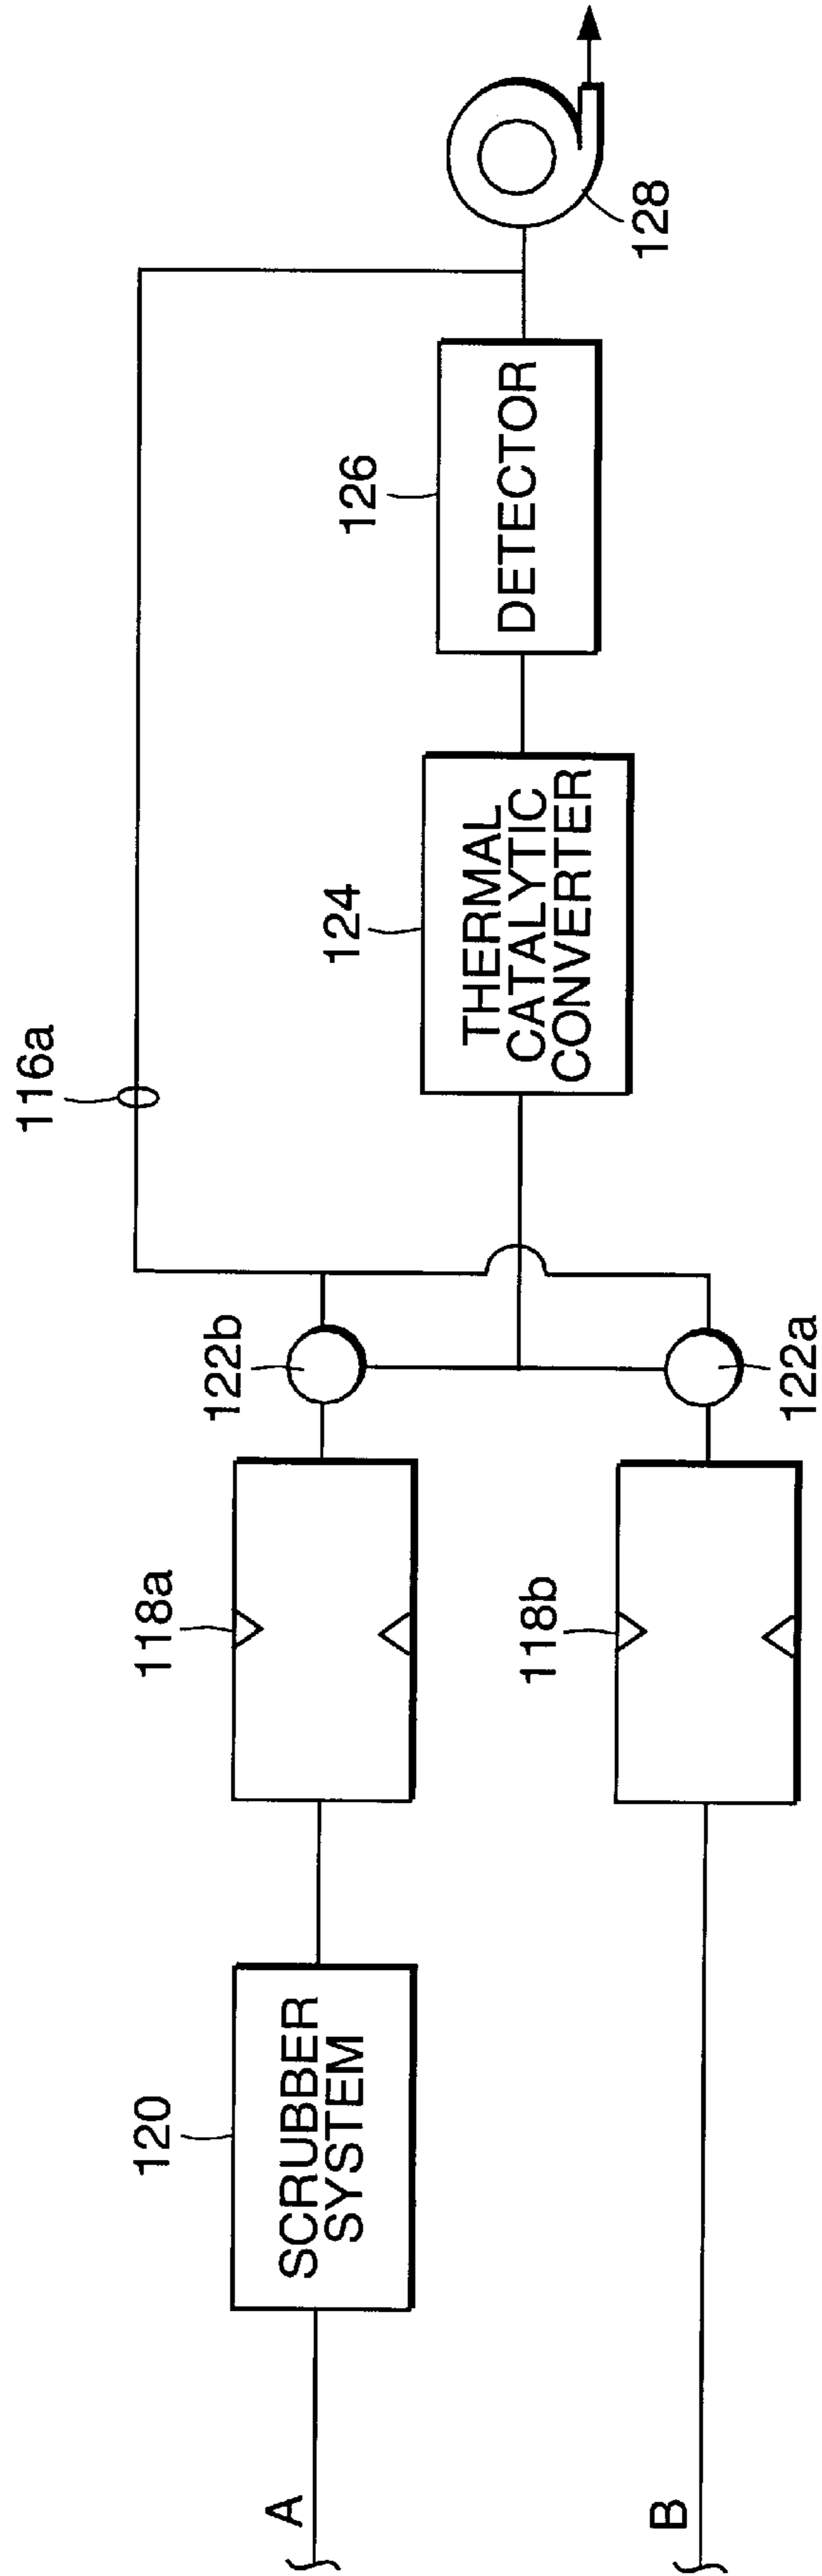 116a
122b
118a
120
SCRUBBER
SYSTEM
A
124
THERMAL
CATALYTIC
CONVERTER
126
DETECTOR
128
118b
122a
B